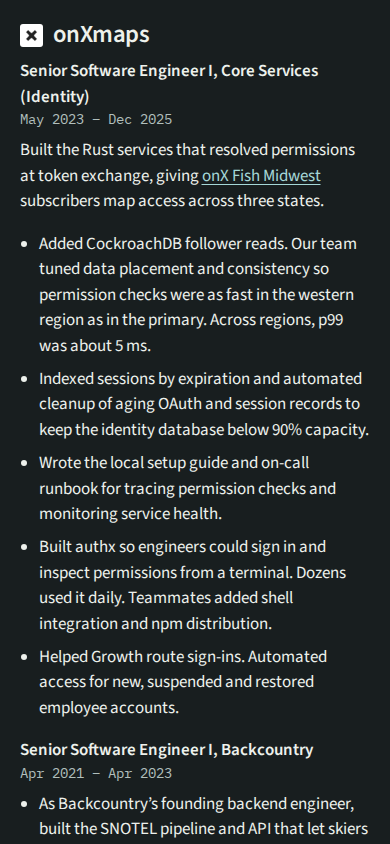 onXmaps
Senior Software Engineer I, Core Services
(Identity)
May 2023 – Dec 2025
Built the Rust services that resolved permissions
at token exchange, giving onX Fish Midwest
subscribers map access across three states.
• Added CockroachDB follower reads. Our team
tuned data placement and consistency so
permission checks were as fast in the western
region as in the primary. Across regions, p99
was about 5 ms.
• Indexed sessions by expiration and automated
cleanup of aging OAuth and session records to
keep the identity database below 90% capacity.
• Wrote the local setup guide and on-call
runbook for tracing permission checks and
monitoring service health.
• Built authx so engineers could sign in and
inspect permissions from a terminal. Dozens
used it daily. Teammates added shell
integration and npm distribution.
• Helped Growth route sign-ins. Automated
access for new, suspended and restored
employee accounts.
Senior Software Engineer I, Backcountry
Apr 2021 – Apr 2023
• As Backcountry’s founding backend engineer,
built the SNOTEL pipeline and API that let skiers